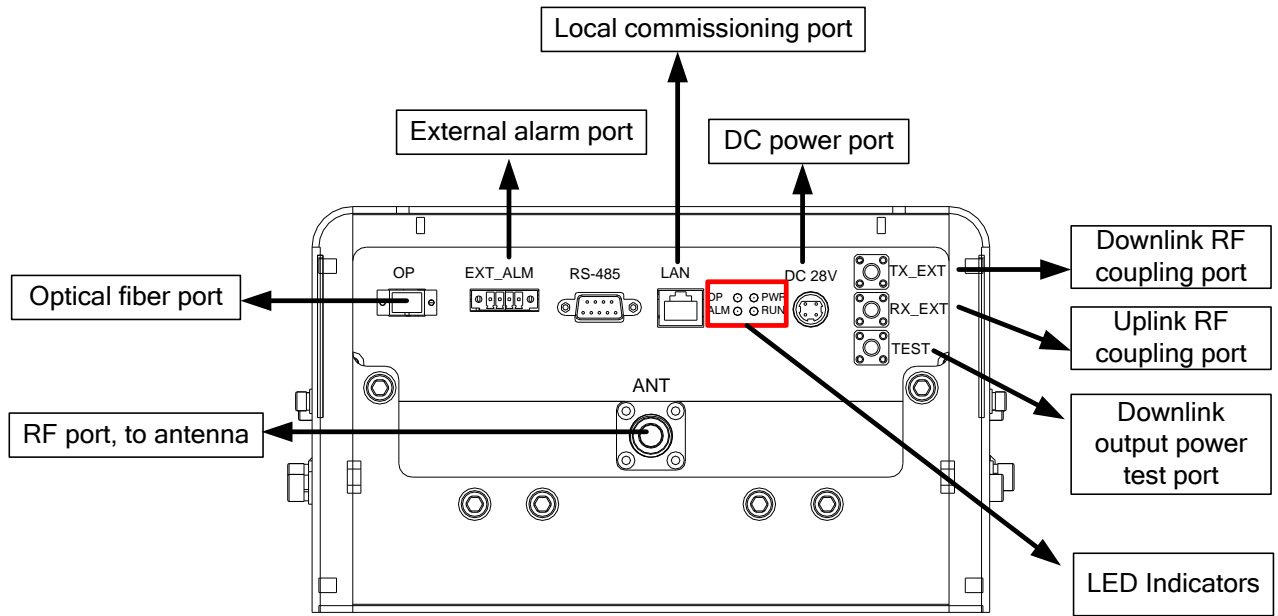 Local commissioning port
External alarm port
DC power port
Downlink RF
coupling port
OP
EXT_ALM
RS-485
LAN
DC 28V
TX_EXT
Optical fiber port
OP
PWR
ALM
RUN
RX_EXT
Uplink RF
coupling port
TEST
ANT
RF port, to antenna
Downlink
output power
test port
LED Indicators